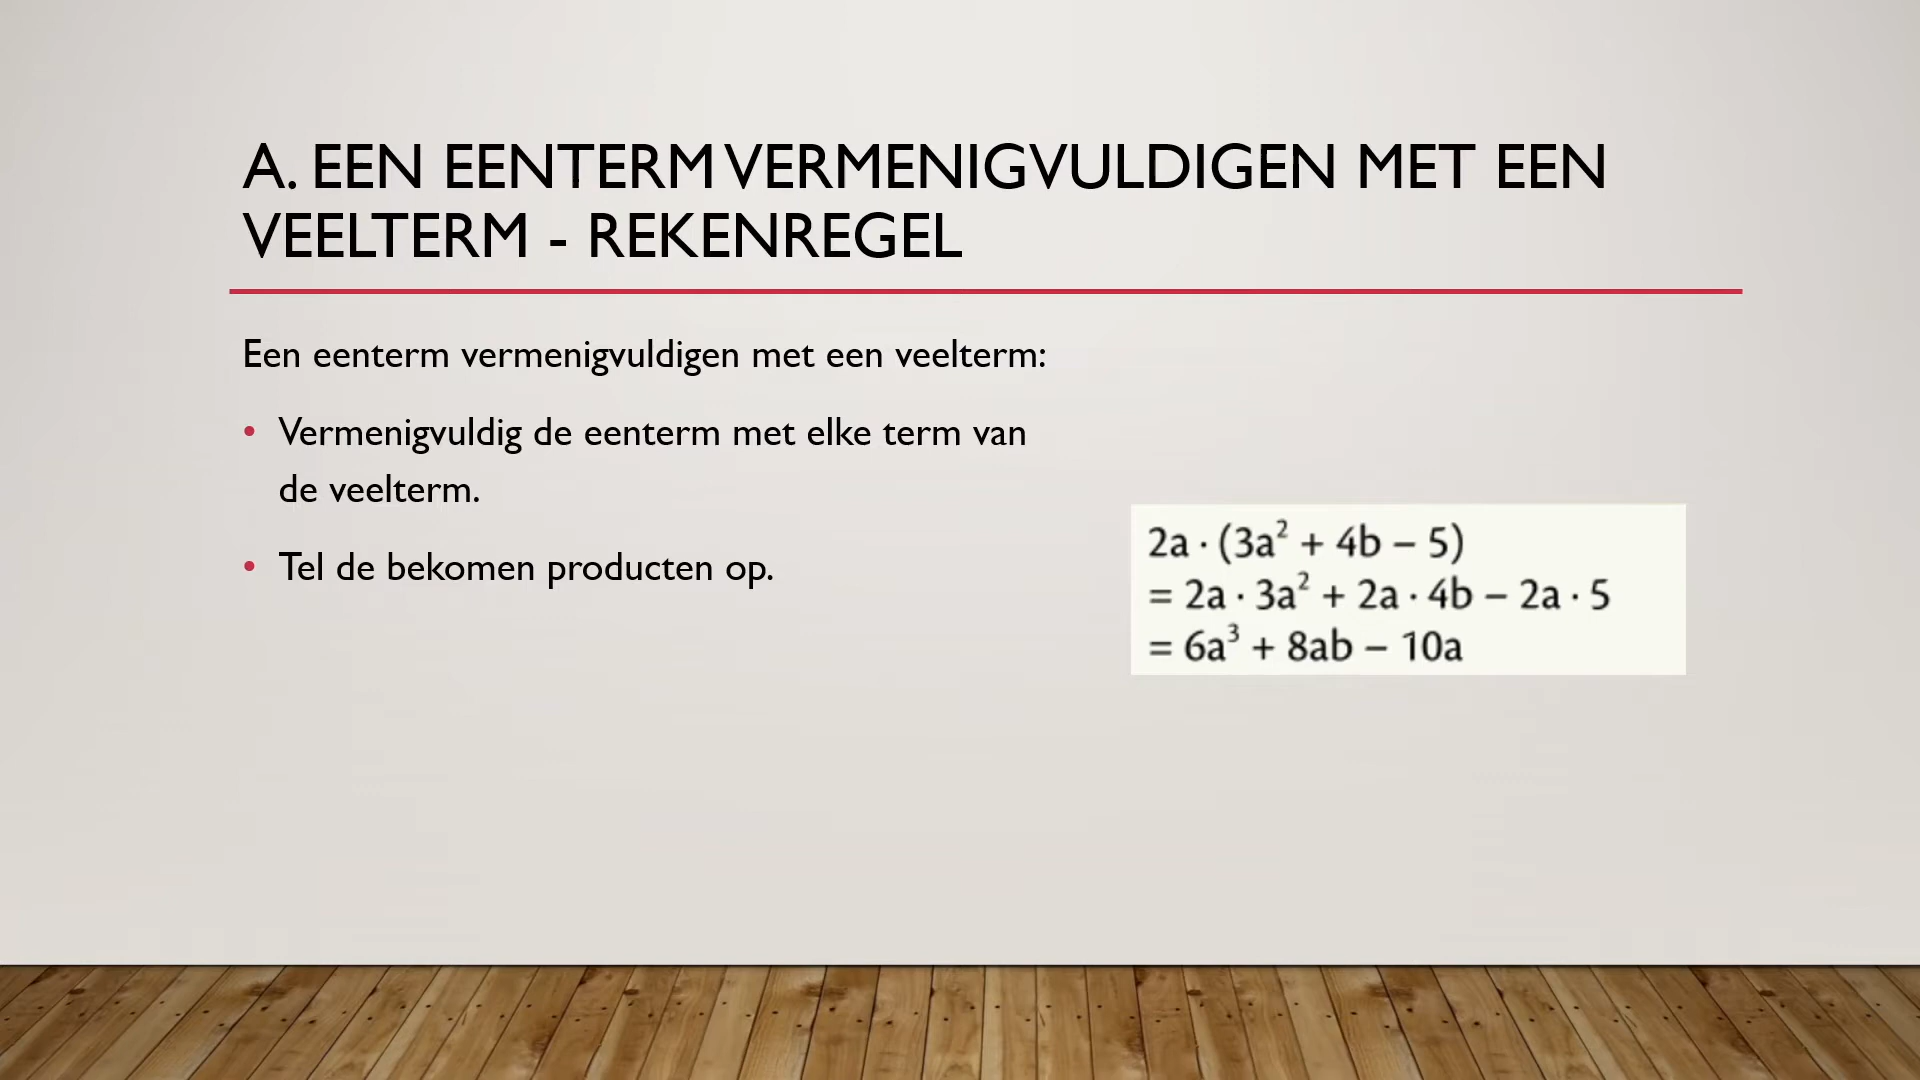 A. EEN EENTERM VERMENIGVULDIGEN MET EEN
VEELTERM - REKENREGEL
Een eenterm vermenigvuldigen met een veelterm:
• Vermenigvuldig de eenterm met elke term van
de veelterm.
• Tel de bekomen producten op.
2a · (3a² + 4b – 5)
= 2a · 3a² + 2a · 4b – 2a · 5
= 6a³ + 8ab – 10a